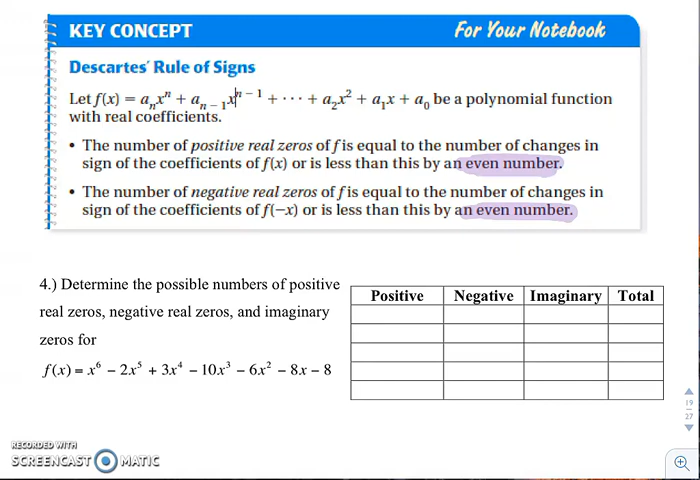 KEY CONCEPT For Your Notebook
Descartes' Rule of Signs
Let f(x) = aₙxⁿ + aₙ₋₁xⁿ⁻¹ + ··· + a₂x² + a₁x + a₀ be a polynomial function
with real coefficients.
• The number of positive real zeros of f is equal to the number of changes in
sign of the coefficients of f(x) or is less than this by an even number.
• The number of negative real zeros of f is equal to the number of changes in
sign of the coefficients of f(−x) or is less than this by an even number.
4.) Determine the possible numbers of positive
real zeros, negative real zeros, and imaginary
zeros for
f(x) = x⁶ − 2x⁵ + 3x⁴ − 10x³ − 6x² − 8x − 8
Positive Negative Imaginary Total
19
27
RECORDED WITH
SCREENCAST MATIC